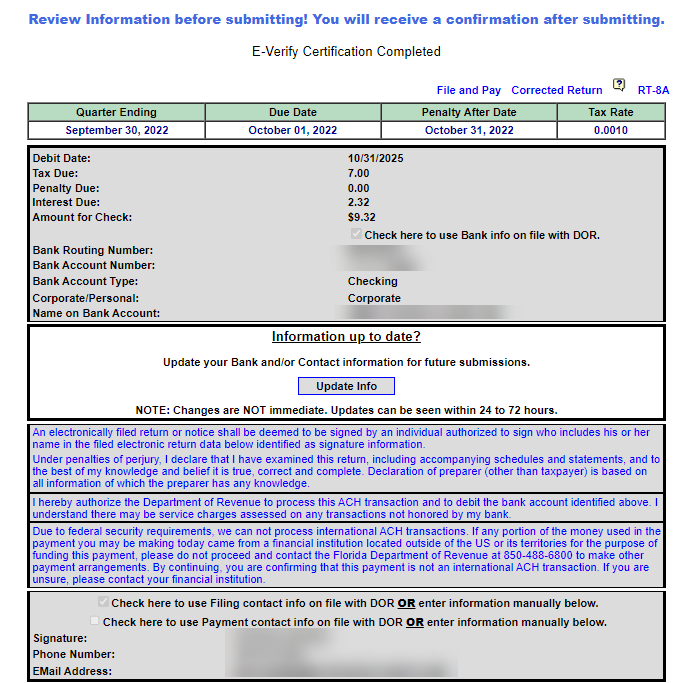 Review Information before submitting! You will receive a confirmation after submitting.
E-Verify Certification Completed
File and Pay Corrected Return RT-8A
Quarter Ending Due Date Penalty After Date Tax Rate
September 30, 2022 October 01, 2022 October 31, 2022 0.0010
Debit Date: 10/31/2025
Tax Due: 7.00
Penalty Due: 0.00
Interest Due: 2.32
Amount for Check: $9.32
Check here to use Bank info on file with DOR.
Bank Routing Number:
Bank Account Number:
Bank Account Type: Checking
Corporate/Personal: Corporate
Name on Bank Account:
Information up to date?
Update your Bank and/or Contact information for future submissions.
Update Info
NOTE: Changes are NOT immediate. Updates can be seen within 24 to 72 hours.
An electronically filed return or notice shall be deemed to be signed by an individual authorized to sign who includes his or her
name in the filed electronic return data below identified as signature information.
Under penalties of perjury, I declare that I have examined this return, including accompanying schedules and statements, and to
the best of my knowledge and belief it is true, correct and complete. Declaration of preparer (other than taxpayer) is based on
all information of which the preparer has any knowledge.
I hereby authorize the Department of Revenue to process this ACH transaction and to debit the bank account identified above. I
understand there may be service charges assessed on any transactions not honored by my bank.
Due to federal security requirements, we can not process international ACH transactions. If any portion of the money used in the
payment you may be making today came from a financial institution located outside of the US or its territories for the purpose of
funding this payment, please do not proceed and contact the Florida Department of Revenue at 850-488-6800 to make other
payment arrangements. By continuing, you are confirming that this payment is not an international ACH transaction. If you are
unsure, please contact your financial institution.
Check here to use Filing contact info on file with DOR OR enter information manually below.
Check here to use Payment contact info on file with DOR OR enter information manually below.
Signature:
Phone Number:
EMail Address: